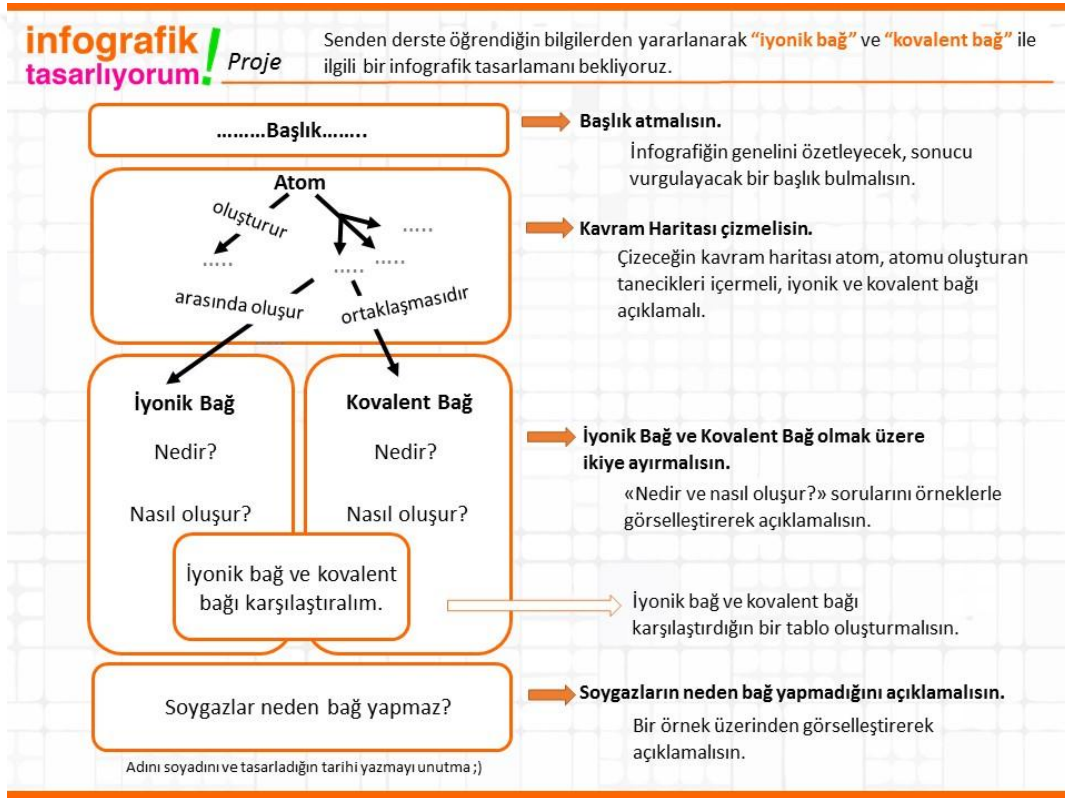 infografik
tasarlıyorum!
Proje
Senden derste öğrendiğin bilgilerden yararlanarak “iyonik bağ” ve “kovalent bağ” ile
ilgili bir infografik tasarlamanı bekliyoruz.
.........Başlık........
Başlık atmalısın.
İnfografiğin genelini özetleyecek, sonucu
vurgulayacak bir başlık bulmalısın.
Atom
oluşturur
.....
.....
.....
.....
arasında oluşur
ortaklaşmasıdır
Kavram Haritası çizmelisin.
Çizeceğin kavram haritası atom, atomu oluşturan
tanecikleri içermeli, iyonik ve kovalent bağı
açıklamalı.
İyonik Bağ
Nedir?
Nasıl oluşur?
Kovalent Bağ
Nedir?
Nasıl oluşur?
İyonik Bağ ve Kovalent Bağ olmak üzere
ikiye ayırmalısın.
«Nedir ve nasıl oluşur?» sorularını örneklerle
görselleştirerek açıklamalısın.
İyonik bağ ve kovalent
bağı karşılaştıralım.
İyonik bağ ve kovalent bağı
karşılaştırdığın bir tablo oluşturmalısın.
Soygazlar neden bağ yapmaz?
Soygazların neden bağ yapmadığını açıklamalısın.
Bir örnek üzerinden görselleştirerek
açıklamalısın.
Adını soyadını ve tasarladığın tarihi yazmayı unutma ;)